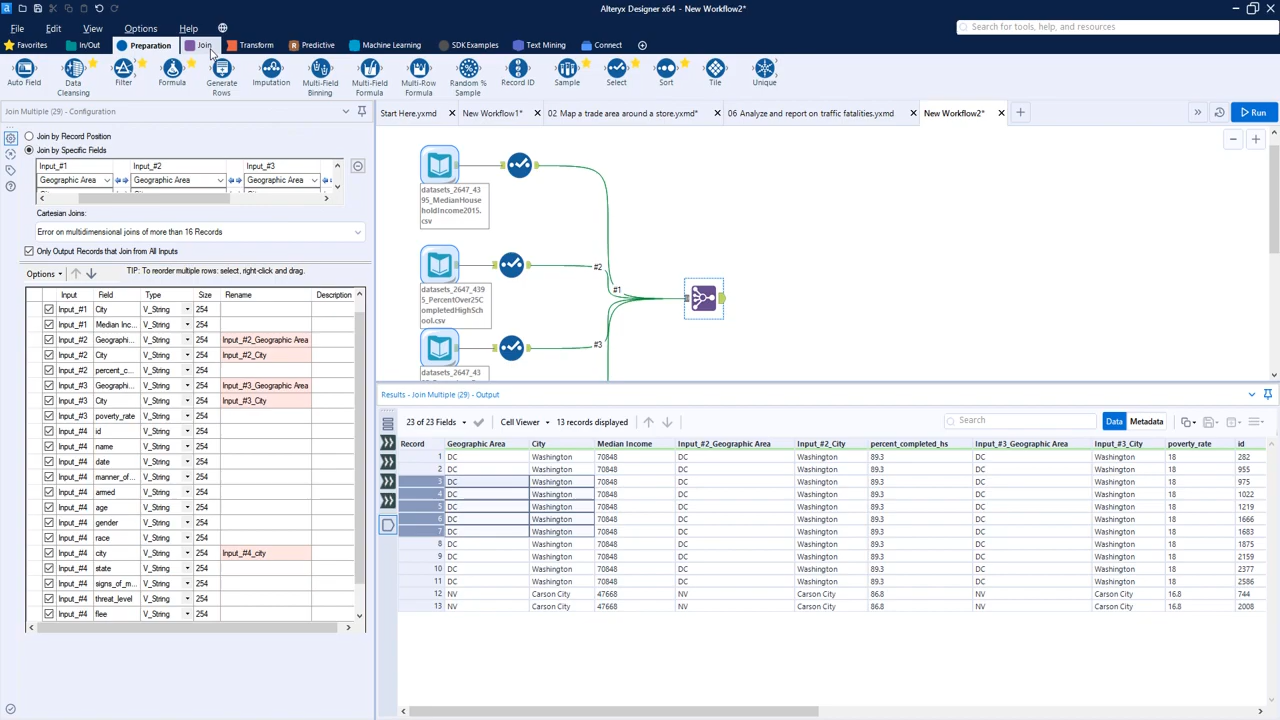 Alteryx Designer x64 - New Workflow2*
File Edit View Options Help
Search for tools, help, and resources
Favorites In/Out Preparation Join Transform Predictive Machine Learning SDK Examples Text Mining Connect
Auto Field Data Cleansing Filter Formula Generate Rows Imputation Multi-Field Binning Multi-Field Formula Multi-Row Formula Random % Sample Record ID Sample Select Sort Tile Unique
Join Multiple (29) - Configuration
Start Here.yxmd New Workflow1* 02 Map a trade area around a store.yxmd* 06 Analyze and report on traffic fatalities.yxmd New Workflow2* Run
Join by Record Position
Join by Specific Fields
Input_#1 Input_#2 Input_#3
Geographic Area Geographic Area Geographic Area
Cartesian Joins:
Error on multidimensional joins of more than 16 Records
Only Output Records that Join from All Inputs
Options TIP: To reorder multiple rows: select, right-click and drag.
Input Field Type Size Rename Description
Input_#1 City V_String 254
Input_#1 Median Inc... V_String 254
Input_#2 Geographi... V_String 254 Input_#2_Geographic Area
Input_#2 City V_String 254 Input_#2_City
Input_#2 percent_c... V_String 254
Input_#3 Geographi... V_String 254 Input_#3_Geographic Area
Input_#3 City V_String 254 Input_#3_City
Input_#3 poverty_rate V_String 254
Input_#4 id V_String 254
Input_#4 name V_String 254
Input_#4 date V_String 254
Input_#4 manner_of... V_String 254
Input_#4 armed V_String 254
Input_#4 age V_String 254
Input_#4 gender V_String 254
Input_#4 race V_String 254
Input_#4 city V_String 254 Input_#4_city
Input_#4 state V_String 254
Input_#4 signs_of_m... V_String 254
Input_#4 threat_level V_String 254
Input_#4 flee V_String 254
datasets_2647_43
95_MedianHouse
holdIncome2015.
csv
datasets_2647_439
5_PercentOver25C
ompletedHighSch
ool.csv
#2
#1
#3
Results - Join Multiple (29) - Output
23 of 23 Fields Cell Viewer 13 records displayed Search Data Metadata
Record Geographic Area City Median Income Input_#2_Geographic Area Input_#2_City percent_completed_hs Input_#3_Geographic Area Input_#3_City poverty_rate id
1 DC Washington 70848 DC Washington 89.3 DC Washington 18 282
2 DC Washington 70848 DC Washington 89.3 DC Washington 18 955
3 DC Washington 70848 DC Washington 89.3 DC Washington 18 975
4 DC Washington 70848 DC Washington 89.3 DC Washington 18 1022
5 DC Washington 70848 DC Washington 89.3 DC Washington 18 1219
6 DC Washington 70848 DC Washington 89.3 DC Washington 18 1666
7 DC Washington 70848 DC Washington 89.3 DC Washington 18 1683
8 DC Washington 70848 DC Washington 89.3 DC Washington 18 1875
9 DC Washington 70848 DC Washington 89.3 DC Washington 18 2159
10 DC Washington 70848 DC Washington 89.3 DC Washington 18 2377
11 DC Washington 70848 DC Washington 89.3 DC Washington 18 2586
12 NV Carson City 47668 NV Carson City 86.8 NV Carson City 16.8 744
13 NV Carson City 47668 NV Carson City 86.8 NV Carson City 16.8 2008